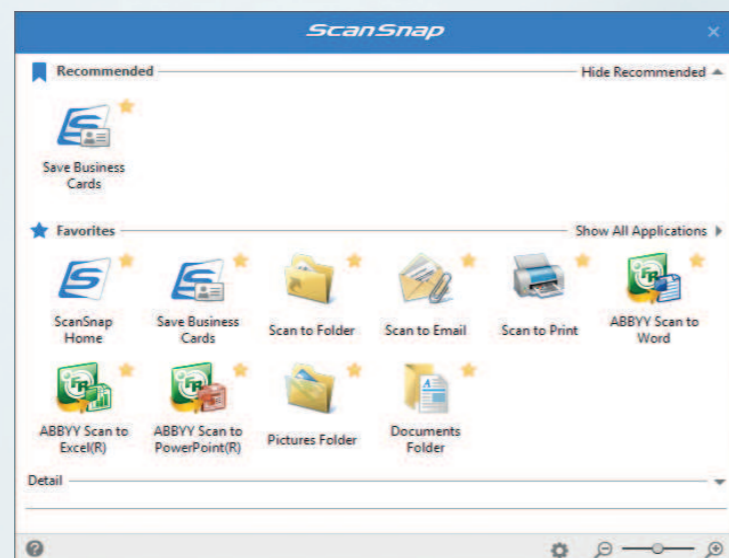 ScanSnap
Recommended
Hide Recommended
Save Business
Cards
Favorites
Show All Applications
ScanSnap
Home
Save Business
Cards
Scan to Folder
Scan to Email
Scan to Print
ABBYY Scan to
Word
ABBYY Scan to
Excel(R)
ABBYY Scan to
PowerPoint(R)
Pictures Folder
Documents
Folder
Detail